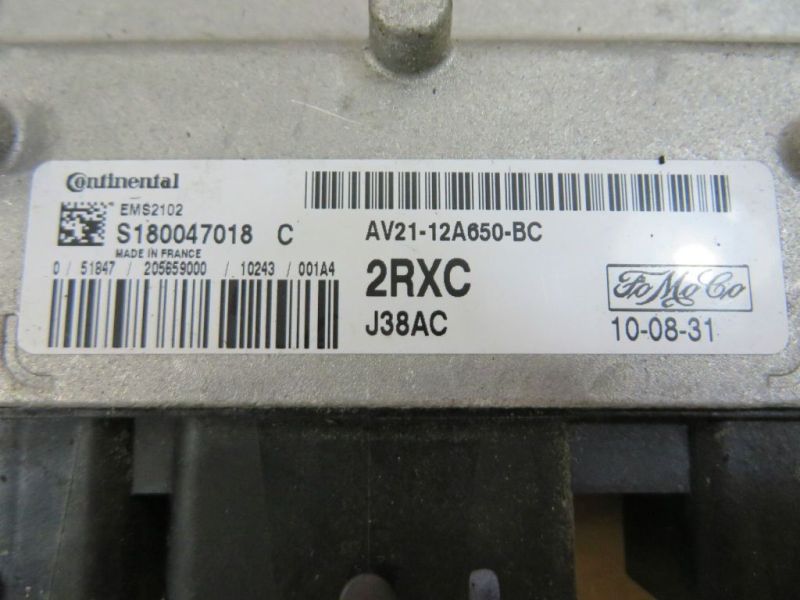 Continental
EMS2102
S180047018 C
MADE IN FRANCE
0 / 51847 / 205659000 / 10243 / 001A4
AV21-12A650-BC
2RXC
J38AC
FoMoCo
10-08-31